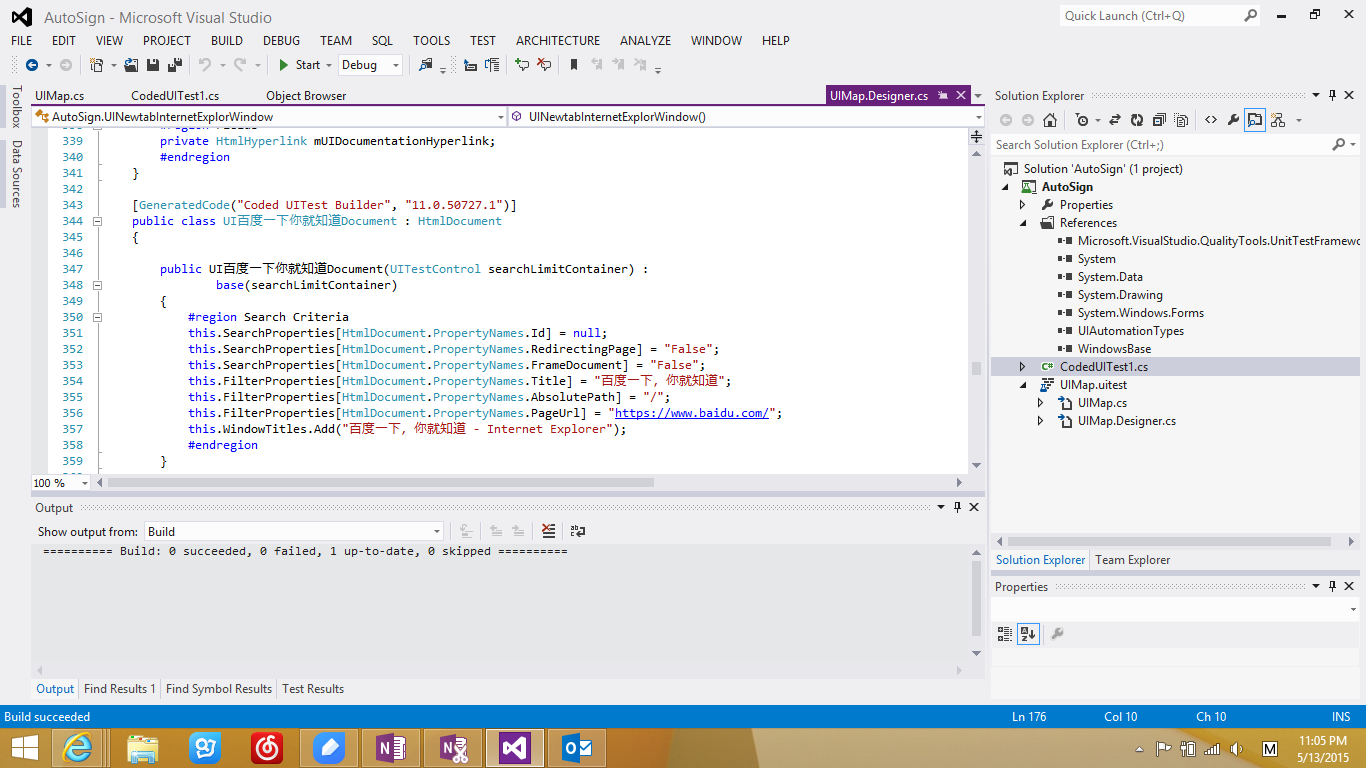 AutoSign - Microsoft Visual Studio
Quick Launch (Ctrl+Q)
FILE EDIT VIEW PROJECT BUILD DEBUG TEAM SQL TOOLS TEST ARCHITECTURE ANALYZE WINDOW HELP
Start Debug
Toolbox
Data Sources
UIMap.cs CodedUITest1.cs Object Browser UIMap.Designer.cs
AutoSign.UINewtabInternetExplorWindow UINewtabInternetExplorWindow()
339 private HtmlHyperlink mUIDocumentationHyperlink;
340 #endregion
341 }
342
343 [GeneratedCode("Coded UITest Builder", "11.0.50727.1")]
344 public class UI百度一下你就知道Document : HtmlDocument
345 {
346
347 public UI百度一下你就知道Document(UITestControl searchLimitContainer) :
348 base(searchLimitContainer)
349 {
350 #region Search Criteria
351 this.SearchProperties[HtmlDocument.PropertyNames.Id] = null;
352 this.SearchProperties[HtmlDocument.PropertyNames.RedirectingPage] = "False";
353 this.SearchProperties[HtmlDocument.PropertyNames.FrameDocument] = "False";
354 this.FilterProperties[HtmlDocument.PropertyNames.Title] = "百度一下，你就知道";
355 this.FilterProperties[HtmlDocument.PropertyNames.AbsolutePath] = "/";
356 this.FilterProperties[HtmlDocument.PropertyNames.PageUrl] = "https://www.baidu.com/";
357 this.WindowTitles.Add("百度一下，你就知道 - Internet Explorer");
358 #endregion
359 }
100 %
Output
Show output from: Build
========== Build: 0 succeeded, 0 failed, 1 up-to-date, 0 skipped ==========
Output Find Results 1 Find Symbol Results Test Results
Solution Explorer
Search Solution Explorer (Ctrl+;)
Solution 'AutoSign' (1 project)
AutoSign
Properties
References
Microsoft.VisualStudio.QualityTools.UnitTestFramewo
System
System.Data
System.Drawing
System.Windows.Forms
UIAutomationTypes
WindowsBase
CodedUITest1.cs
UIMap.uitest
UIMap.cs
UIMap.Designer.cs
Solution Explorer Team Explorer
Properties
Build succeeded Ln 176 Col 10 Ch 10 INS
11:05 PM
5/13/2015